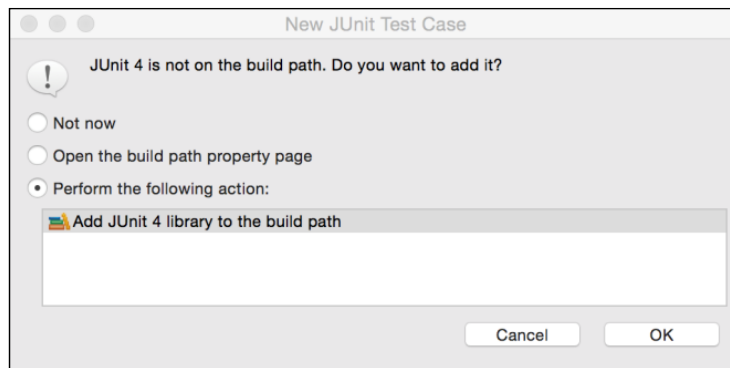 New JUnit Test Case
JUnit 4 is not on the build path. Do you want to add it?
Not now
Open the build path property page
Perform the following action:
Add JUnit 4 library to the build path
Cancel OK